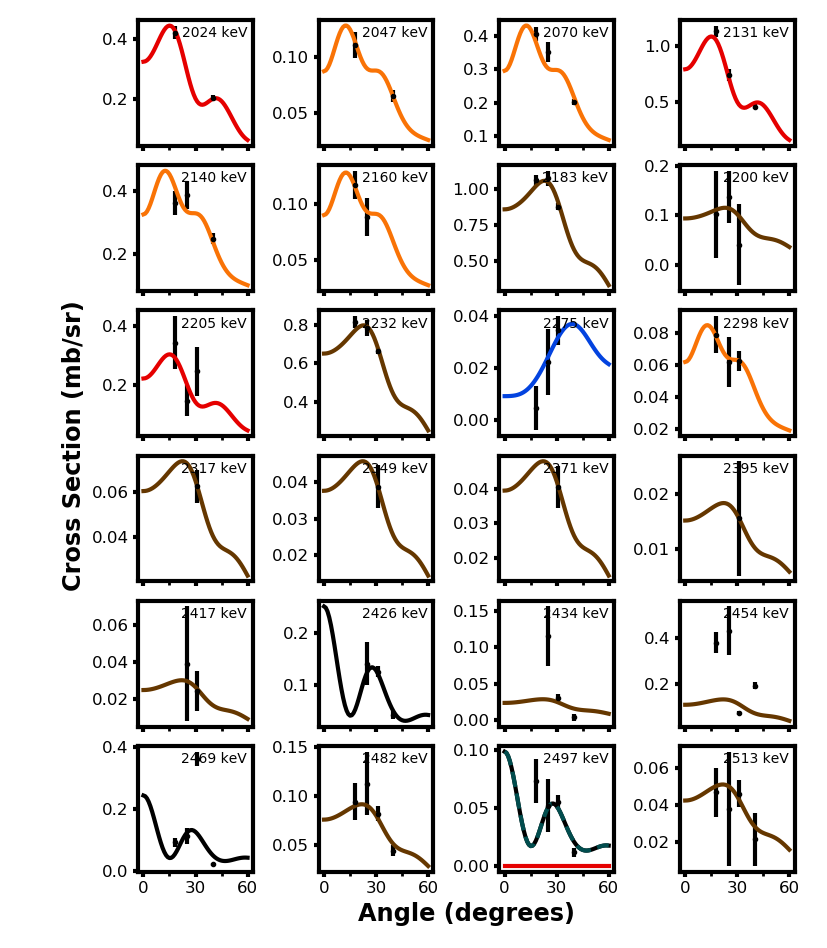 2024 keV 2047 keV 2070 keV 2131 keV
0.4 0.2 0.10 0.05 0.4 0.3 0.2 0.1 1.0 0.5
2140 keV 2160 keV 2183 keV 2200 keV
0.4 0.2 0.10 0.05 1.00 0.75 0.50 0.2 0.1 0.0
2205 keV 2232 keV 2275 keV 2298 keV
0.4 0.2 0.8 0.6 0.4 0.04 0.02 0.00 0.08 0.06 0.04 0.02
2317 keV 2349 keV 2371 keV 2395 keV
0.06 0.04 0.04 0.03 0.02 0.04 0.03 0.02 0.02 0.01
2417 keV 2426 keV 2434 keV 2454 keV
0.06 0.04 0.02 0.2 0.1 0.15 0.10 0.05 0.00 0.4 0.2
2469 keV 2482 keV 2497 keV 2513 keV
0.4 0.2 0.0 0.15 0.10 0.05 0.10 0.05 0.00 0.06 0.04 0.02
0 30 60 0 30 60 0 30 60 0 30 60
Cross Section (mb/sr)
Angle (degrees)